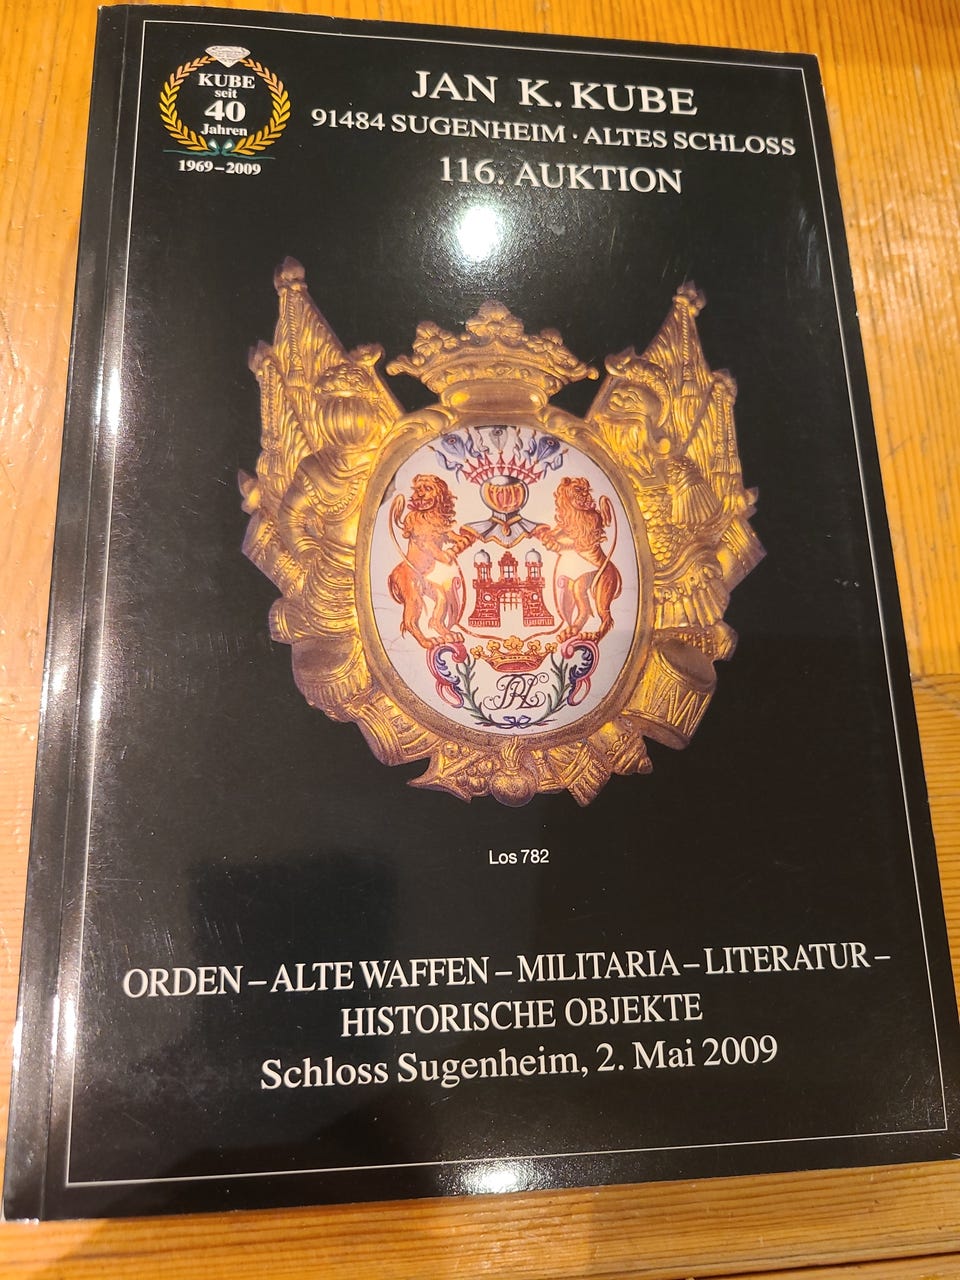 KUBE
seit
40
Jahren
1969–2009
JAN K. KUBE
91484 SUGENHEIM · ALTES SCHLOSS
116. AUKTION
Los 782
ORDEN – ALTE WAFFEN – MILITARIA – LITERATUR –
HISTORISCHE OBJEKTE
Schloss Sugenheim, 2. Mai 2009